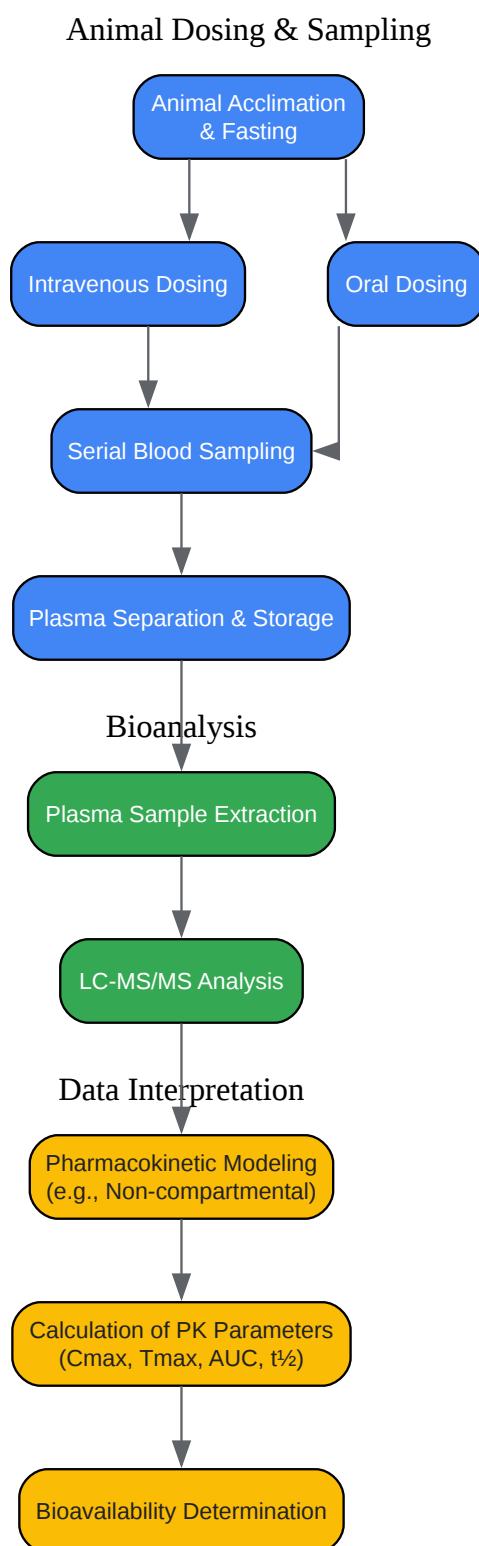 Animal Dosing & Sampling
Animal Acclimation
& Fasting
Intravenous Dosing
Oral Dosing
Serial Blood Sampling
Plasma Separation & Storage
Bioanalysis
Plasma Sample Extraction
LC-MS/MS Analysis
Data Interpretation
Pharmacokinetic Modeling
(e.g., Non-compartmental)
Calculation of PK Parameters
(Cmax, Tmax, AUC, t½)
Bioavailability Determination